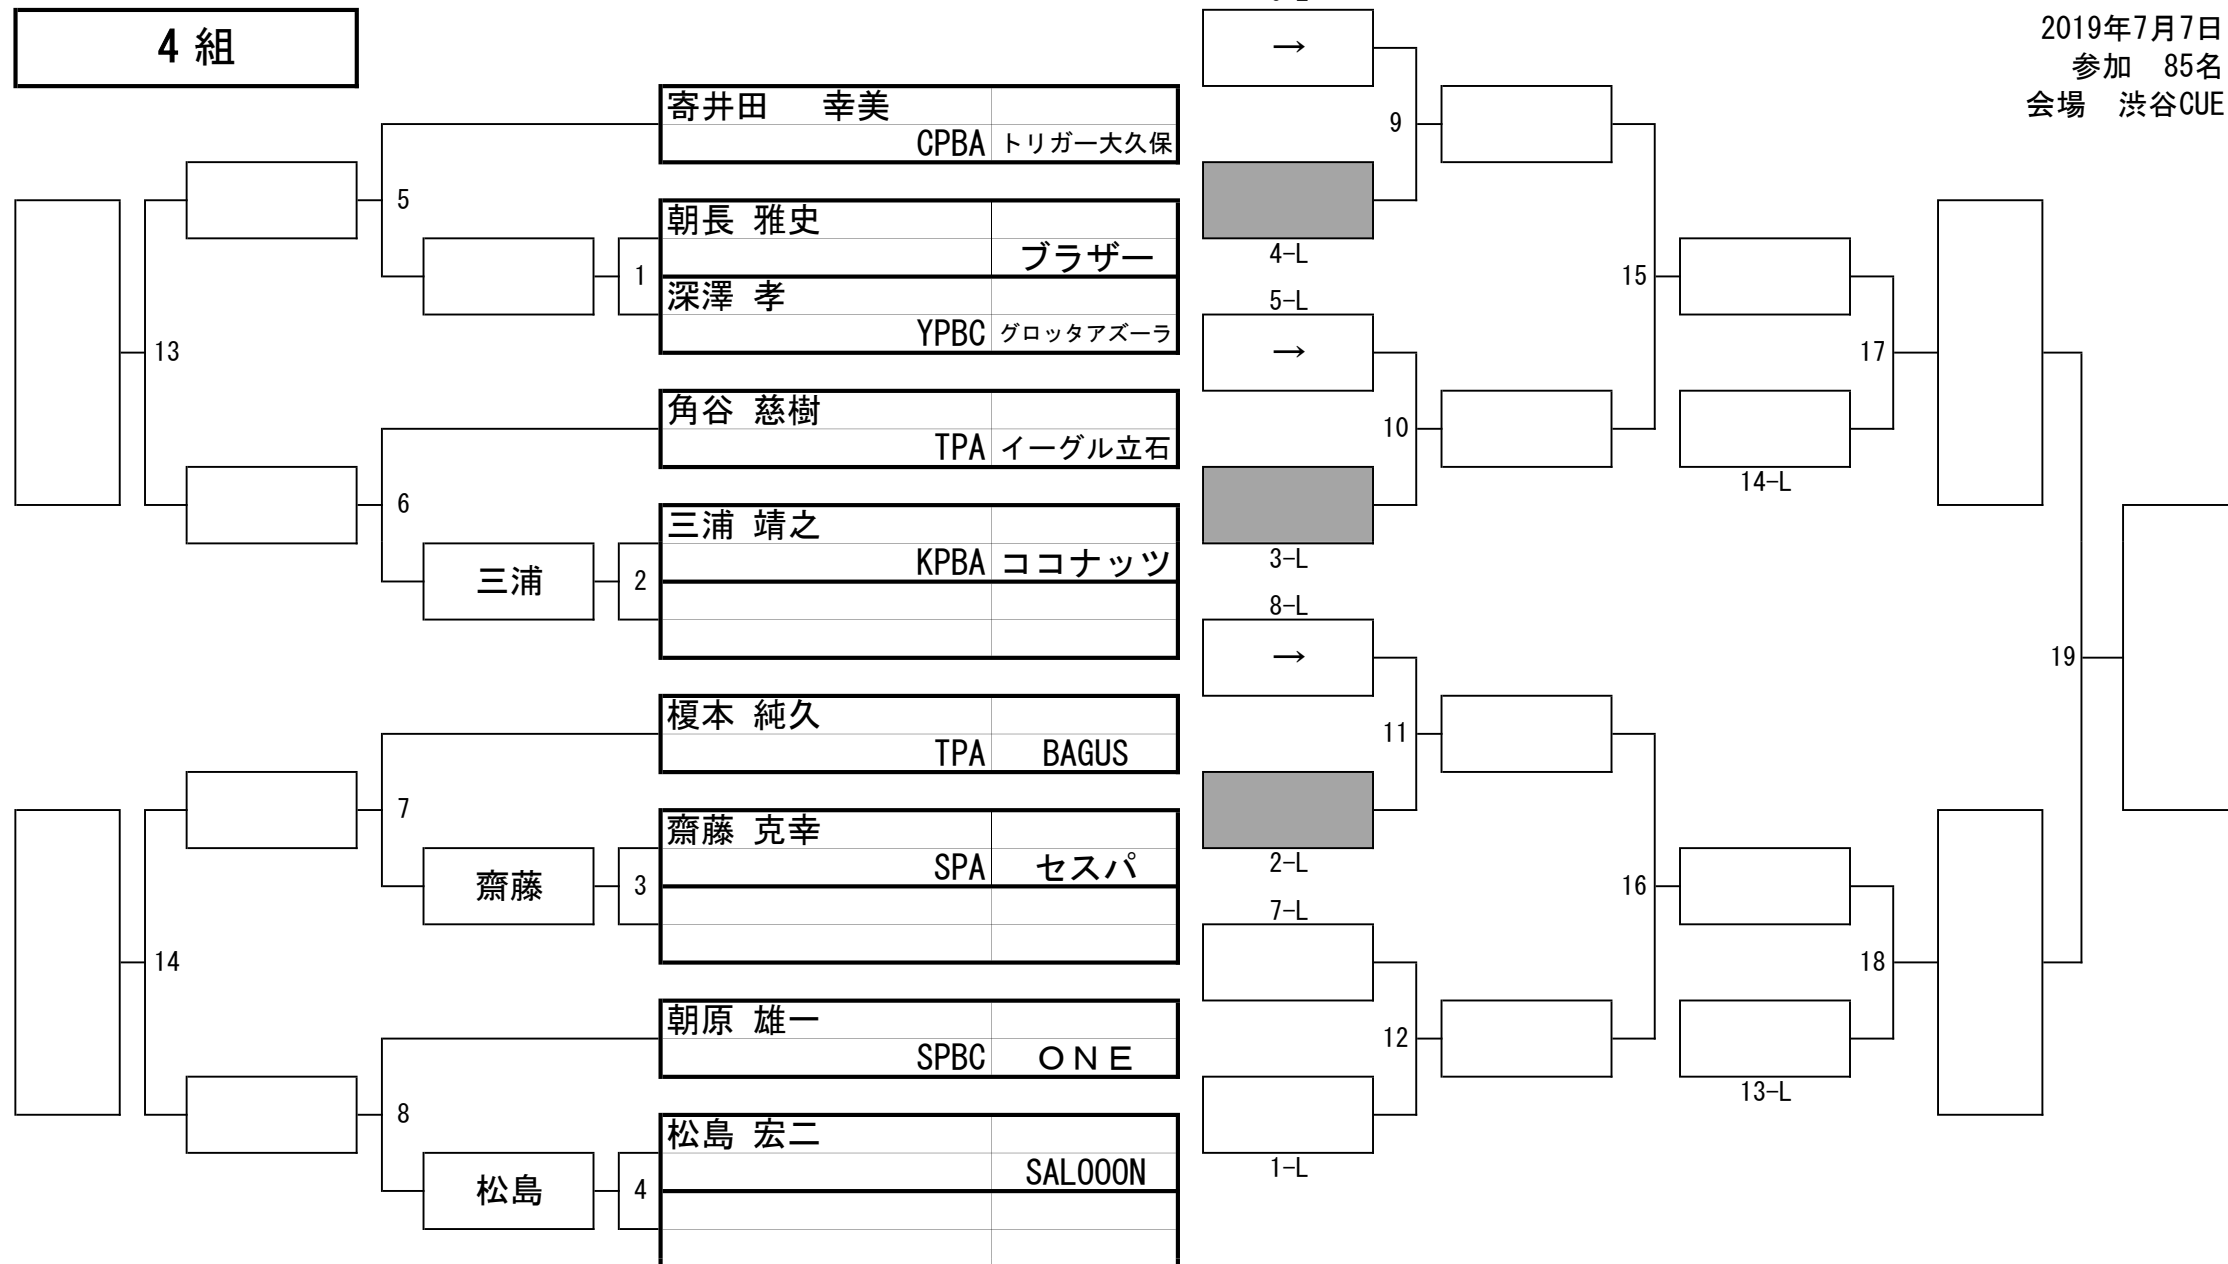 4 組
2019年7月7日
参加　85名
会場　渋谷CUE
寄井田　幸美
CPBA トリガー大久保
5
朝長 雅史
ブラザー
1
深澤 孝
YPBC グロッタアズーラ
13
角谷 慈樹
TPA イーグル立石
6
三浦 靖之
KPBA ココナッツ
三浦
2
榎本 純久
TPA BAGUS
7
齋藤 克幸
SPA セスパ
齋藤
3
14
朝原 雄一
SPBC ＯＮＥ
8
松島 宏二
SALOOON
松島
4
→
9
4-L
5-L
→
10
3-L
8-L
→
11
2-L
7-L
12
1-L
15
17
14-L
16
18
13-L
19